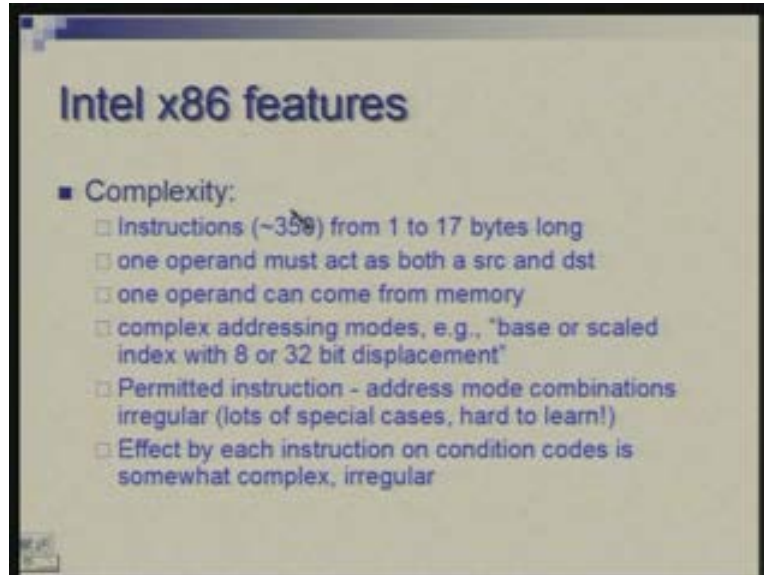 Intel x86 features
Complexity:
Instructions (~350) from 1 to 17 bytes long
one operand must act as both a src and dst
one operand can come from memory
complex addressing modes, e.g., "base or scaled
index with 8 or 32 bit displacement"
Permitted instruction - address mode combinations
irregular (lots of special cases, hard to learn!)
Effect by each instruction on condition codes is
somewhat complex, irregular